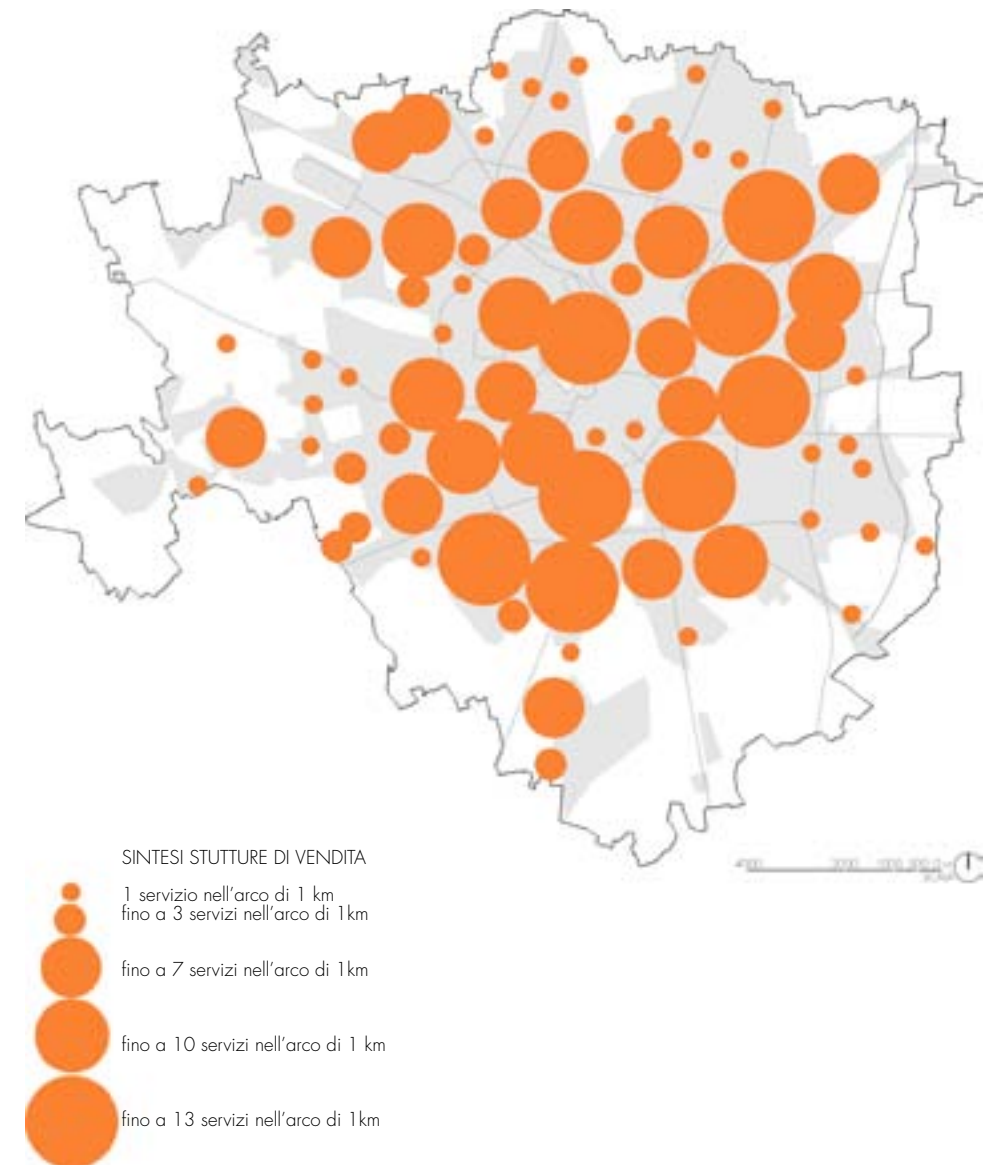 SINTESI STUTTURE DI VENDITA
1 servizio nell'arco di 1 km
fino a 3 servizi nell'arco di 1km
fino a 7 servizi nell'arco di 1km
fino a 10 servizi nell'arco di 1 km
fino a 13 servizi nell'arco di 1km